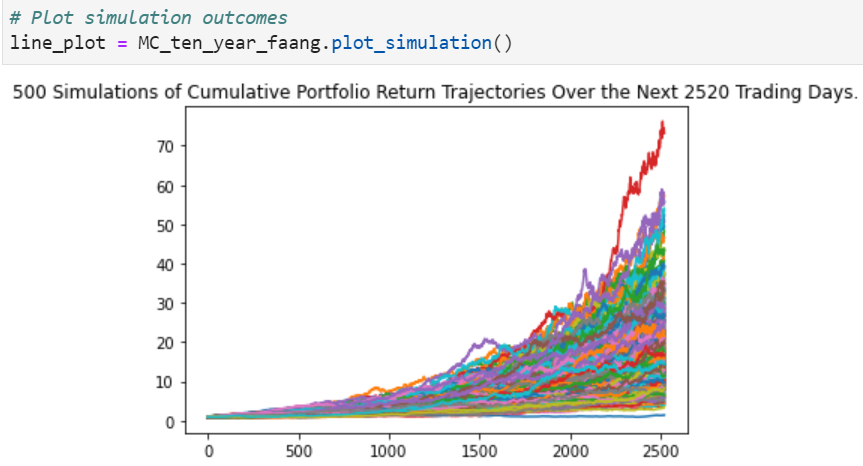 # Plot simulation outcomes
line_plot = MC_ten_year_faang.plot_simulation()
500 Simulations of Cumulative Portfolio Return Trajectories Over the Next 2520 Trading Days.
70
60
50
40
30
20
10
0
0 500 1000 1500 2000 2500